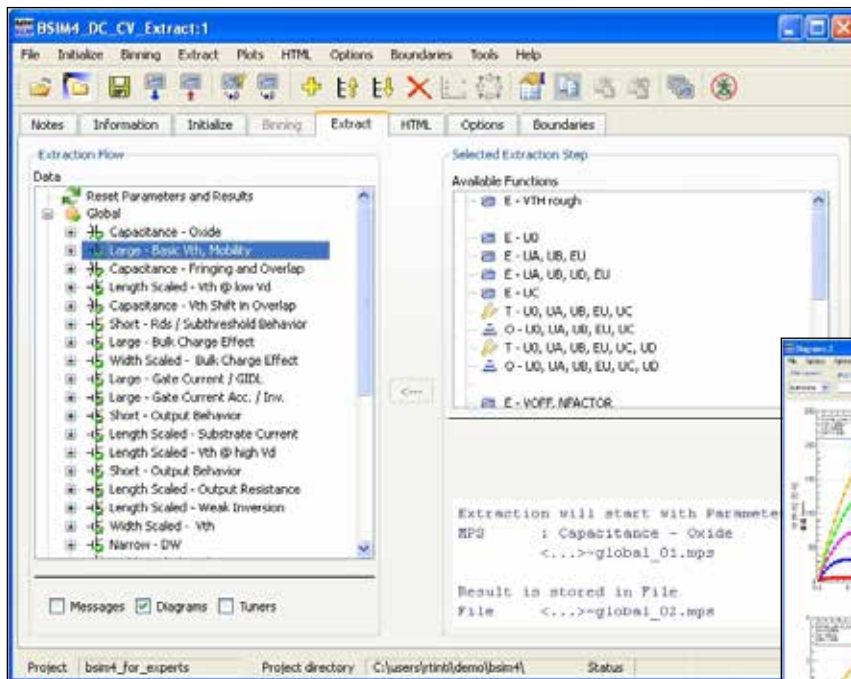 BSIM4_DC_CV_Extract:1
File Initialize Binning Extract Plots HTML Options Boundaries Tools Help
Notes Information Initialize Binning Extract HTML Options Boundaries
Extraction Flow
Data
Reset Parameters and Results
Global
Capacitance - Oxide
Large - Basic Vth, Mobility
Capacitance - Fringing and Overlap
Length Scaled - Vth @ low Vd
Capacitance - Vth Shift in Overlap
Short - Rds / Subthreshold Behavior
Large - Bulk Charge Effect
Width Scaled - Bulk Charge Effect
Large - Gate Current / GIDL
Large - Gate Current Acc. / Inv.
Short - Output Behavior
Length Scaled - Substrate Current
Length Scaled - Vth @ high Vd
Short - Output Behavior
Length Scaled - Output Resistance
Length Scaled - Weak Inversion
Width Scaled - Vth
Narrow - DW
Messages Diagrams Tuners
<---
Selected Extraction Step
Available Functions
E - VTH rough
E - U0
E - UA, UB, EU
E - UA, UB, UD, EU
E - UC
T - U0, UA, UB, EU, UC
O - U0, UA, UB, EU, UC
T - U0, UA, UB, EU, UC, UD
O - U0, UA, UB, EU, UC, UD
E - VOFF, NFACTOR
Extraction will start with Paramete
MPS : Capacitance - Oxide
<...>~global_01.mps
Result is stored in File
File <...>~global_02.mps
Project bsim4_for_experts Project directory C:\users\rtinti\demo\bsim4\ Status